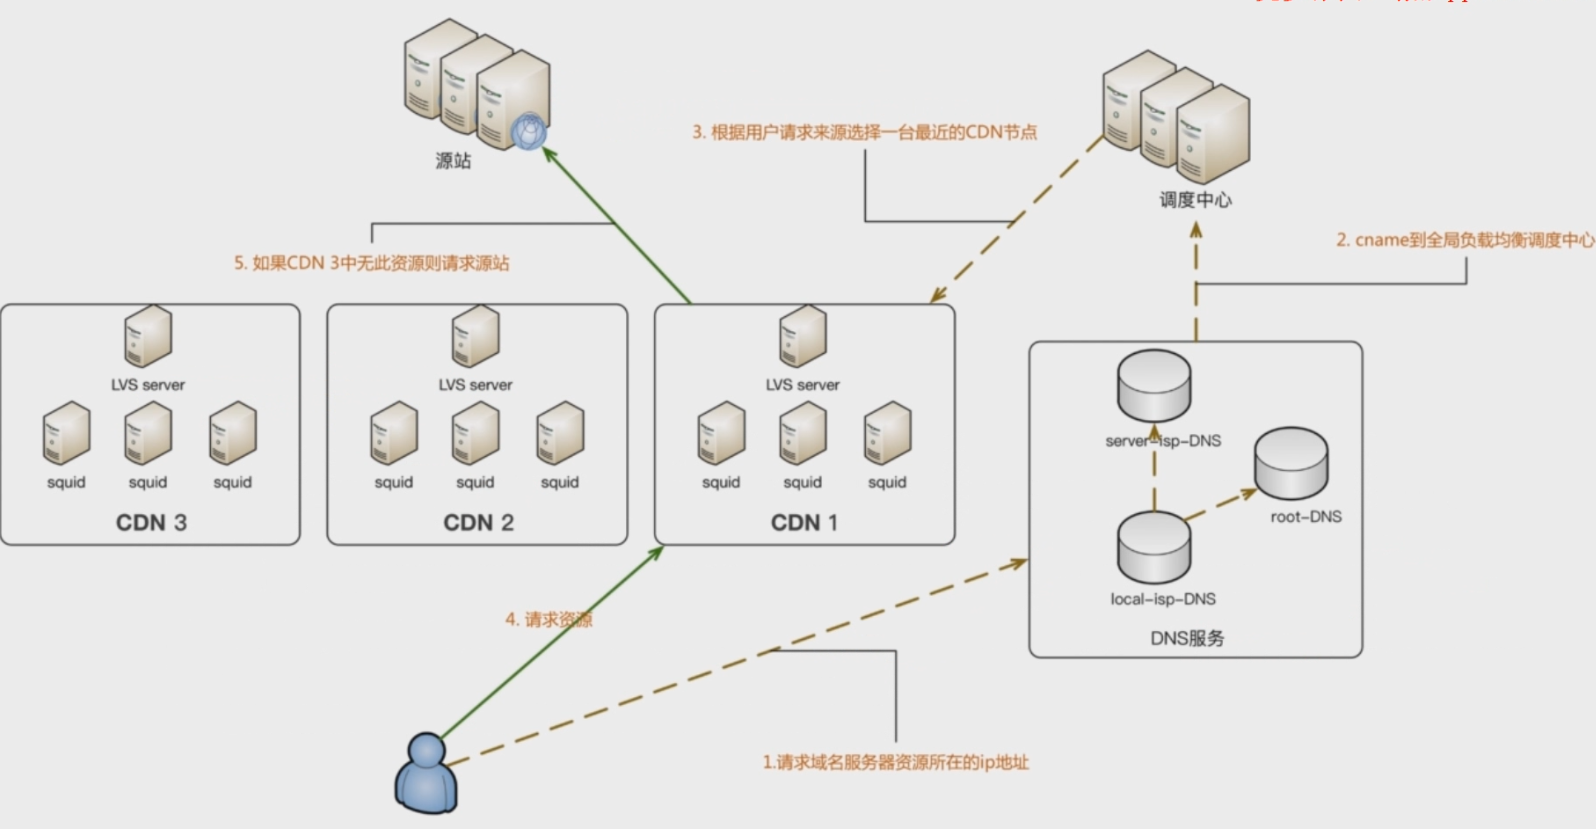 源站
3. 根据用户请求来源选择一台最近的CDN节点
调度中心
2. cname到全局负载均衡调度中心
5. 如果CDN 3中无此资源则请求源站
LVS server
squid
squid
squid
CDN 3
LVS server
squid
squid
squid
CDN 2
LVS server
squid
squid
squid
CDN 1
server-isp-DNS
root-DNS
local-isp-DNS
DNS服务
4. 请求资源
1.请求域名服务器资源所在的ip地址